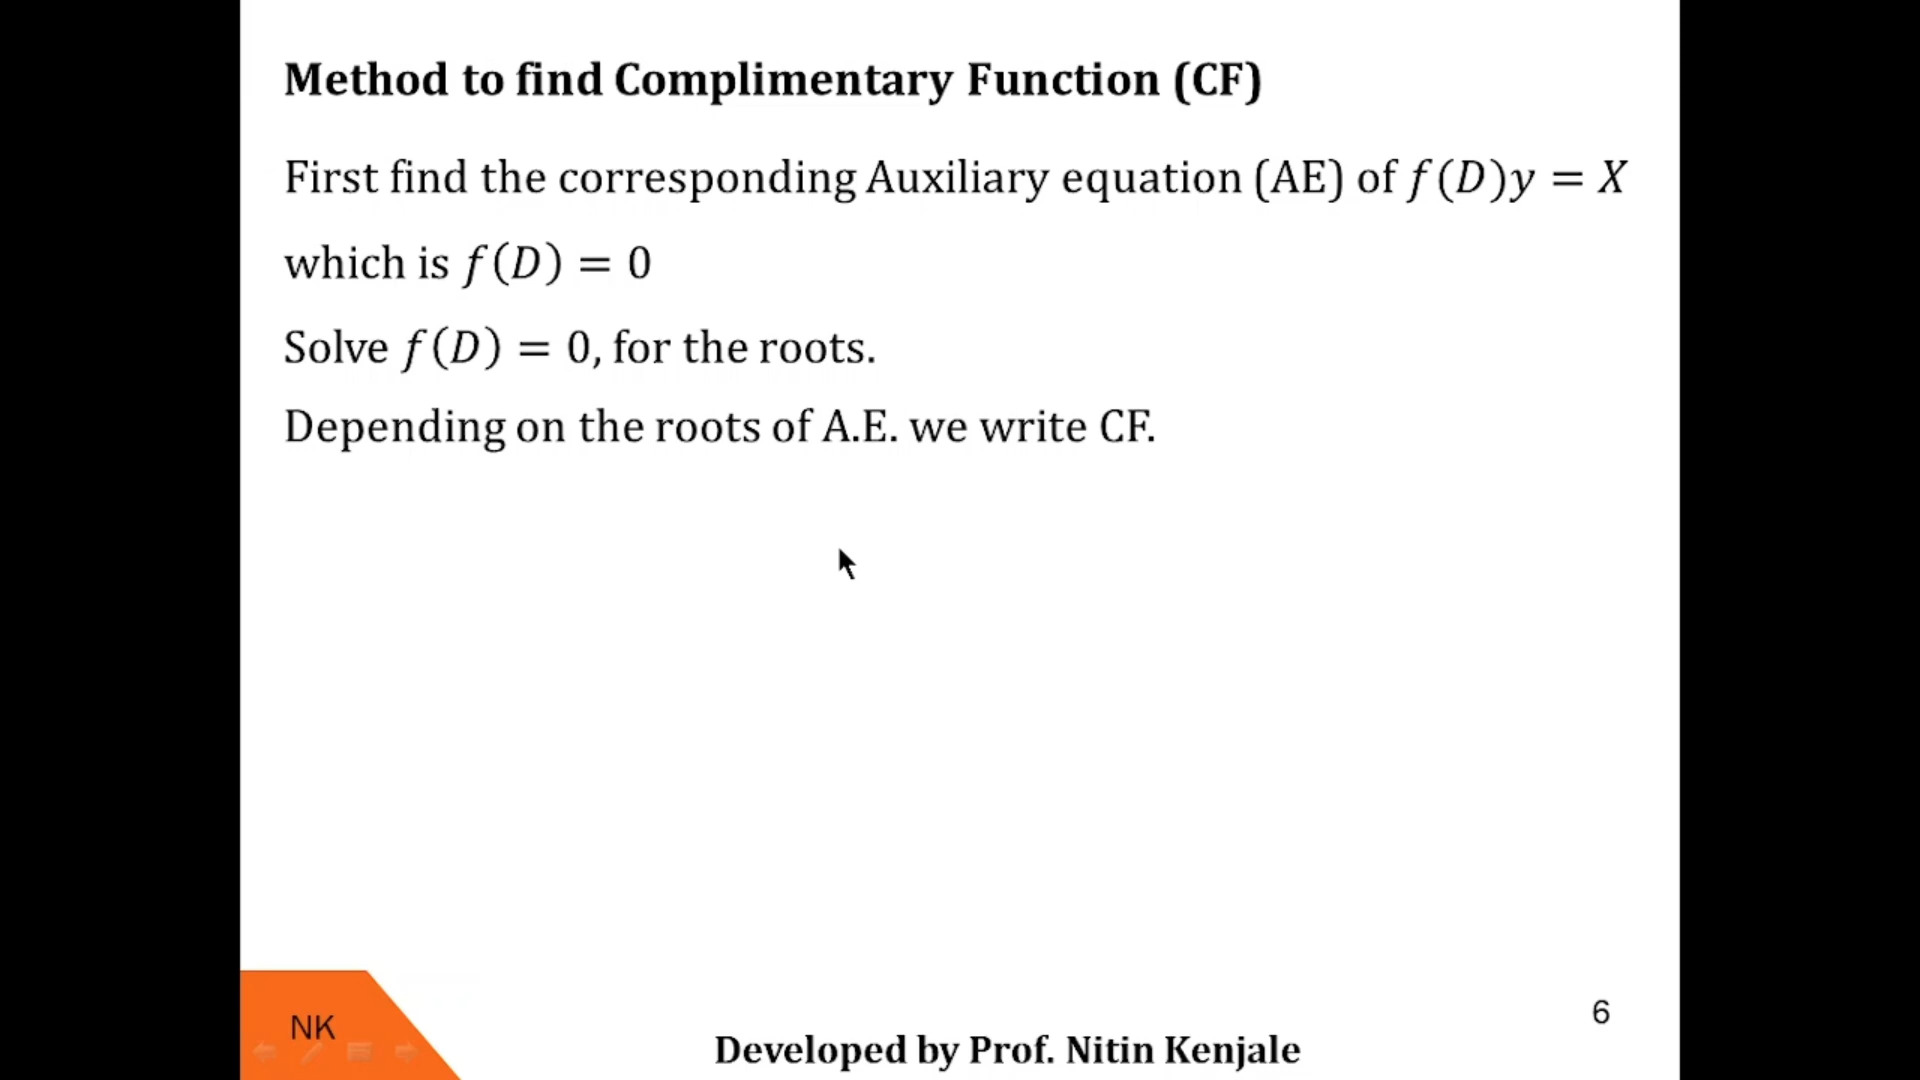 Method to find Complimentary Function (CF)
First find the corresponding Auxiliary equation (AE) of f(D)y = X
which is f(D) = 0
Solve f(D) = 0, for the roots.
Depending on the roots of A.E. we write CF.
NK
6
Developed by Prof. Nitin Kenjale